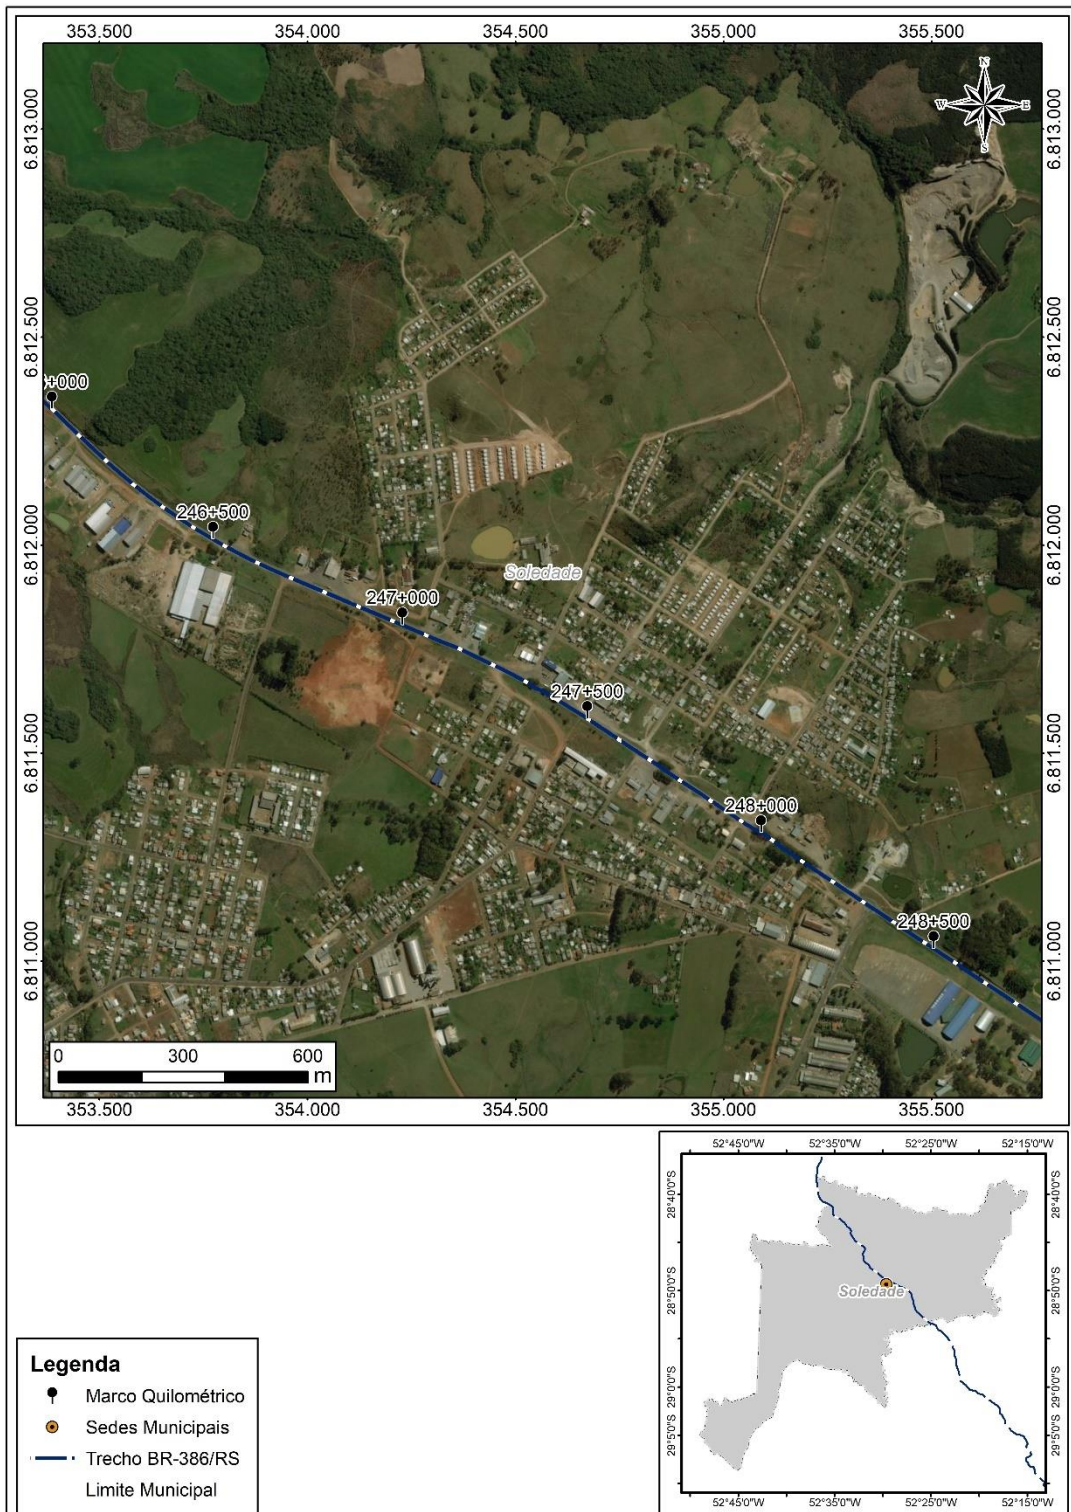 353.500 354.000 354.500 355.000 355.500
N
W E
S
6.813.000 6.813.000
6.812.500 6.812.500
+000
246+500
6.812.000 6.812.000
Soledade
247+000
247+500
6.811.500 6.811.500
248+000
248+500
6.811.000 6.811.000
0 300 600
m
353.500 354.000 354.500 355.000 355.500
52°45'0"W 52°35'0"W 52°25'0"W 52°15'0"W
28°40'0"S 28°40'0"S
28°50'0"S 28°50'0"S
Soledade
29°0'0"S 29°0'0"S
29°5'0"S 29°5'0"S
52°45'0"W 52°35'0"W 52°25'0"W 52°15'0"W
Legenda
Marco Quilométrico
Sedes Municipais
Trecho BR-386/RS
Limite Municipal